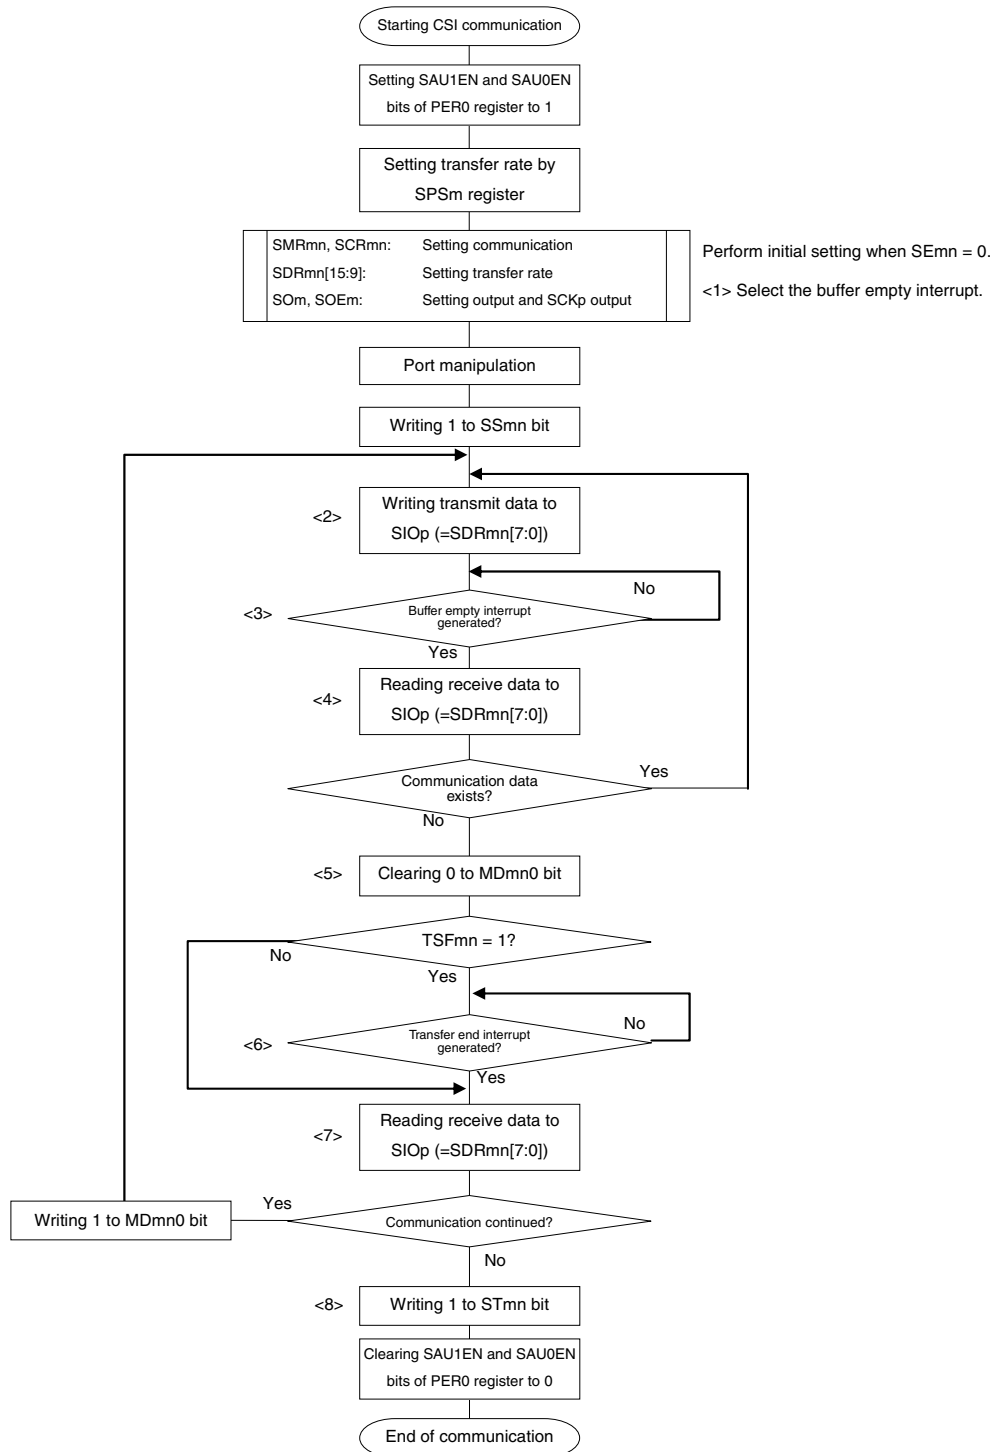 Starting CSI communication
Setting SAU1EN and SAU0EN
bits of PER0 register to 1
Setting transfer rate by
SPSm register
SMRmn, SCRmn: Setting communication
SDRmn[15:9]: Setting transfer rate
SOm, SOEm: Setting output and SCKp output
Perform initial setting when SEmn = 0.
<1> Select the buffer empty interrupt.
Port manipulation
Writing 1 to SSmn bit
<2>
Writing transmit data to
SIOp (=SDRmn[7:0])
No
<3>
Buffer empty interrupt
generated?
Yes
<4>
Reading receive data to
SIOp (=SDRmn[7:0])
Communication data
exists?
Yes
No
<5>
Clearing 0 to MDmn0 bit
TSFmn = 1?
No
Yes
<6>
Transfer end interrupt
generated?
No
Yes
<7>
Reading receive data to
SIOp (=SDRmn[7:0])
Writing 1 to MDmn0 bit
Yes
Communication continued?
No
<8>
Writing 1 to STmn bit
Clearing SAU1EN and SAU0EN
bits of PER0 register to 0
End of communication